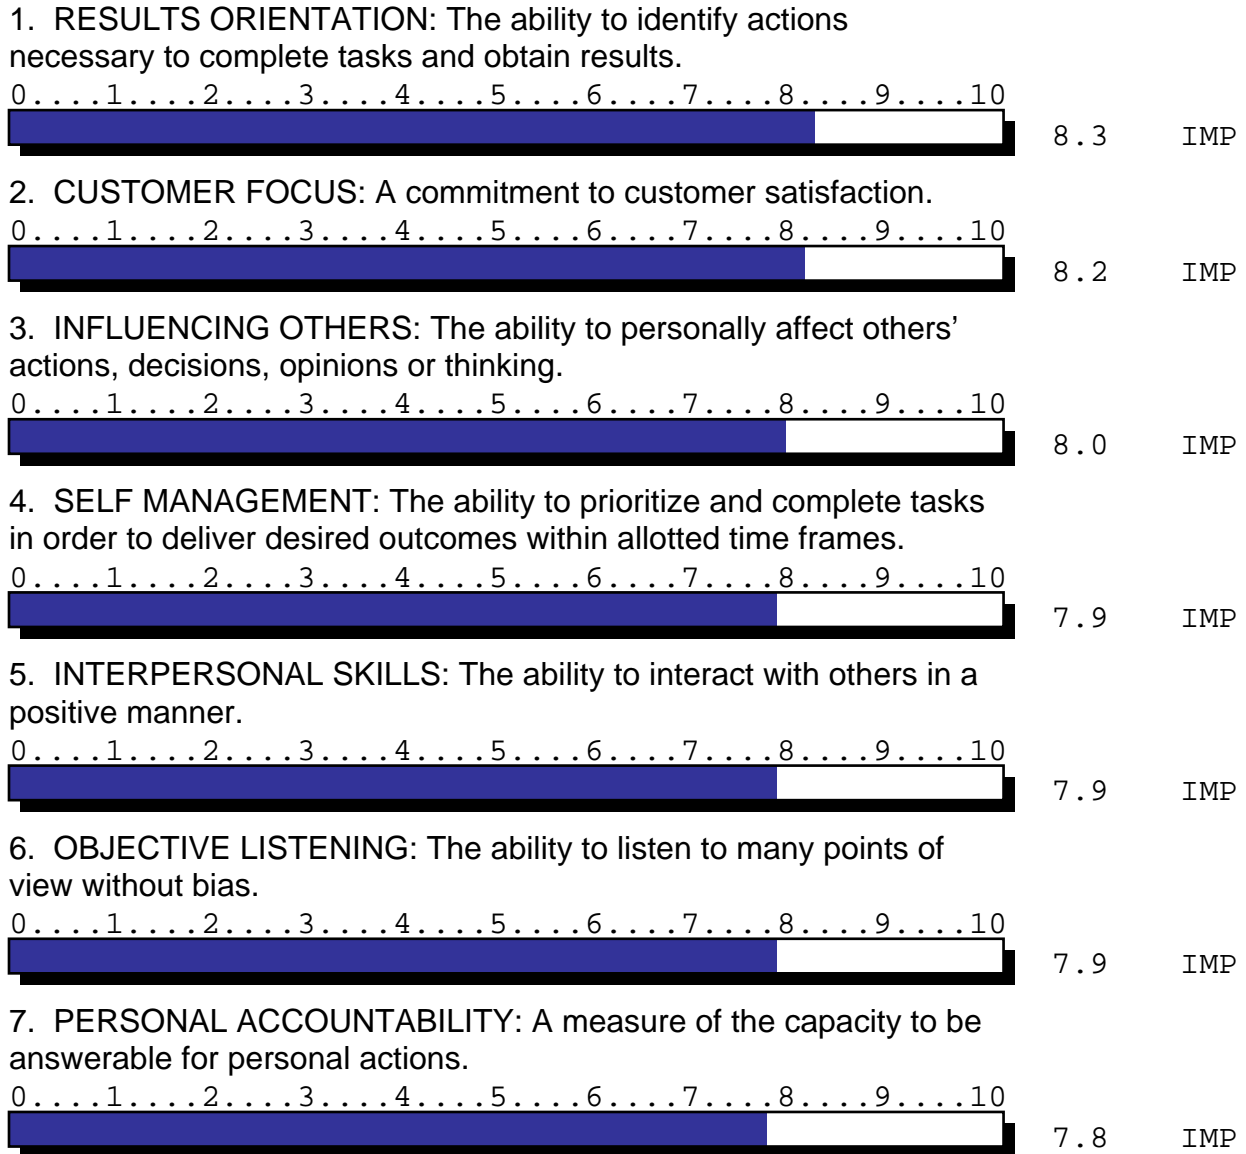 1.  RESULTS ORIENTATION: The ability to identify actions
necessary to complete tasks and obtain results.
0....1....2....3....4....5....6....7....8....9....10
8.3 IMP
2.  CUSTOMER FOCUS: A commitment to customer satisfaction.
0....1....2....3....4....5....6....7....8....9....10
8.2 IMP
3.  INFLUENCING OTHERS: The ability to personally affect others’
actions, decisions, opinions or thinking.
0....1....2....3....4....5....6....7....8....9....10
8.0 IMP
4.  SELF MANAGEMENT: The ability to prioritize and complete tasks
in order to deliver desired outcomes within allotted time frames.
0....1....2....3....4....5....6....7....8....9....10
7.9 IMP
5.  INTERPERSONAL SKILLS: The ability to interact with others in a
positive manner.
0....1....2....3....4....5....6....7....8....9....10
7.9 IMP
6.  OBJECTIVE LISTENING: The ability to listen to many points of
view without bias.
0....1....2....3....4....5....6....7....8....9....10
7.9 IMP
7.  PERSONAL ACCOUNTABILITY: A measure of the capacity to be
answerable for personal actions.
0....1....2....3....4....5....6....7....8....9....10
7.8 IMP